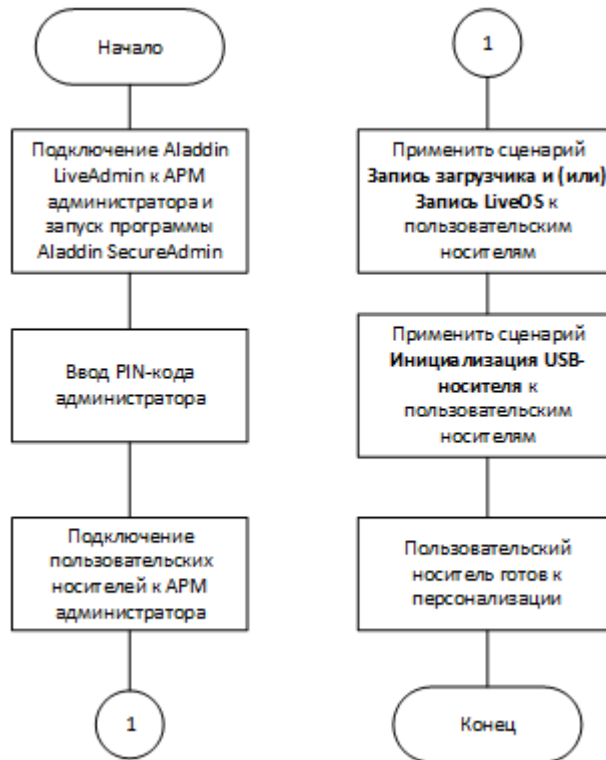 Начало
Подключение Aladdin
LiveAdmin к АРМ
администратора и
запуск программы
Aladdin SecureAdmin
Ввод PIN-кода
администратора
Подключение
пользовательских
носителей к АРМ
администратора
1
1
Применить сценарий
Запись загрузчика и (или)
Запись LiveOS к
пользовательским
носителям
Применить сценарий
Инициализация USB-
носителя к
пользовательским
носителям
Пользовательский
носитель готов к
персонализации
Конец